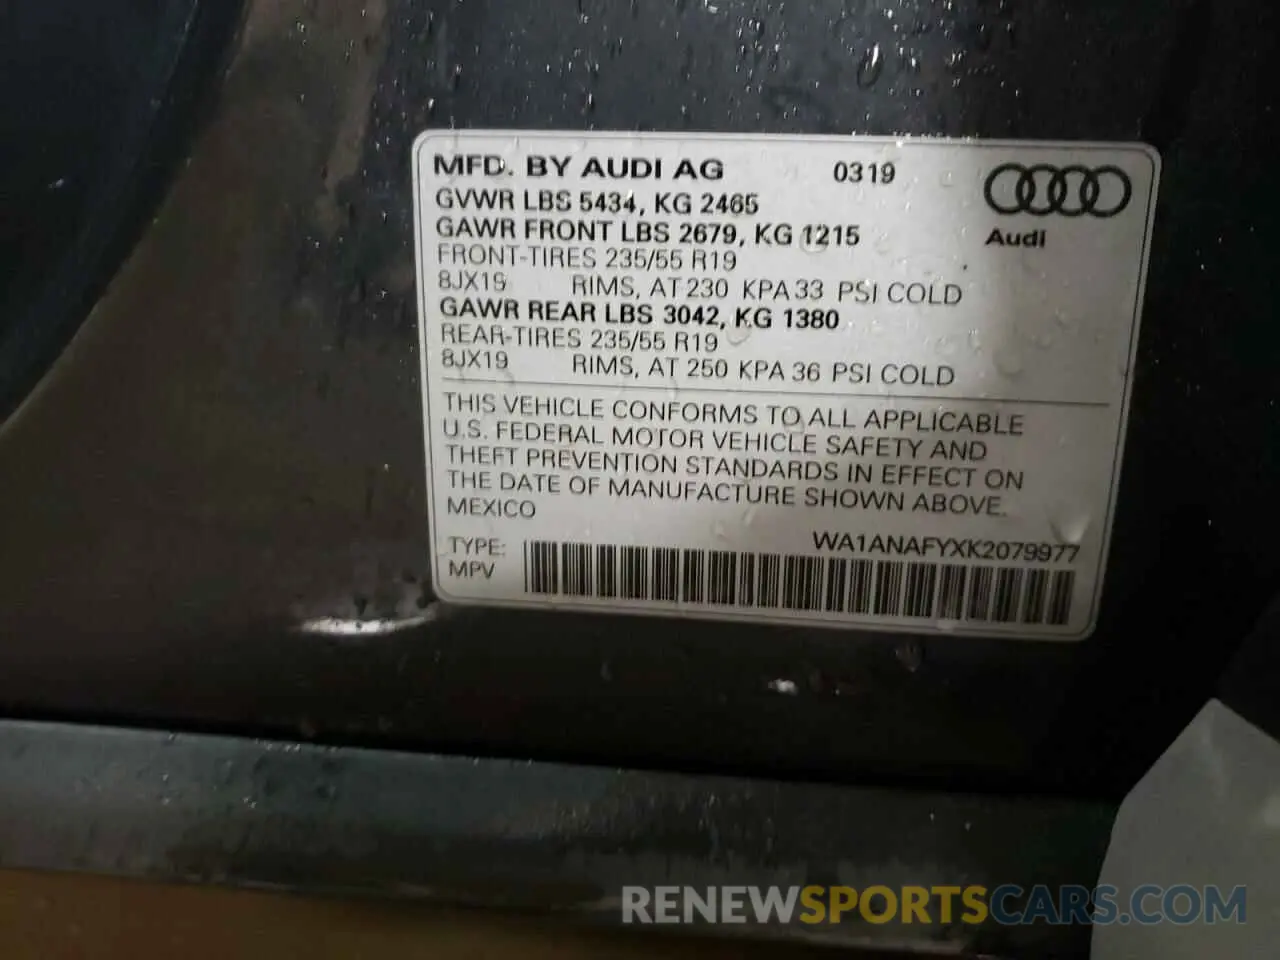 MFD. BY AUDI AG 0319
GVWR LBS 5434, KG 2465
GAWR FRONT LBS 2679, KG 1215
Audi
FRONT-TIRES 235/55 R19
8JX19 RIMS, AT 230 KPA 33 PSI COLD
GAWR REAR LBS 3042, KG 1380
REAR-TIRES 235/55 R19
8JX19 RIMS, AT 250 KPA 36 PSI COLD
THIS VEHICLE CONFORMS TO ALL APPLICABLE
U.S. FEDERAL MOTOR VEHICLE SAFETY AND
THEFT PREVENTION STANDARDS IN EFFECT ON
THE DATE OF MANUFACTURE SHOWN ABOVE.
MEXICO
WA1ANAFYXK2079977
TYPE:
MPV
RENEWSPORTSCARS.COM